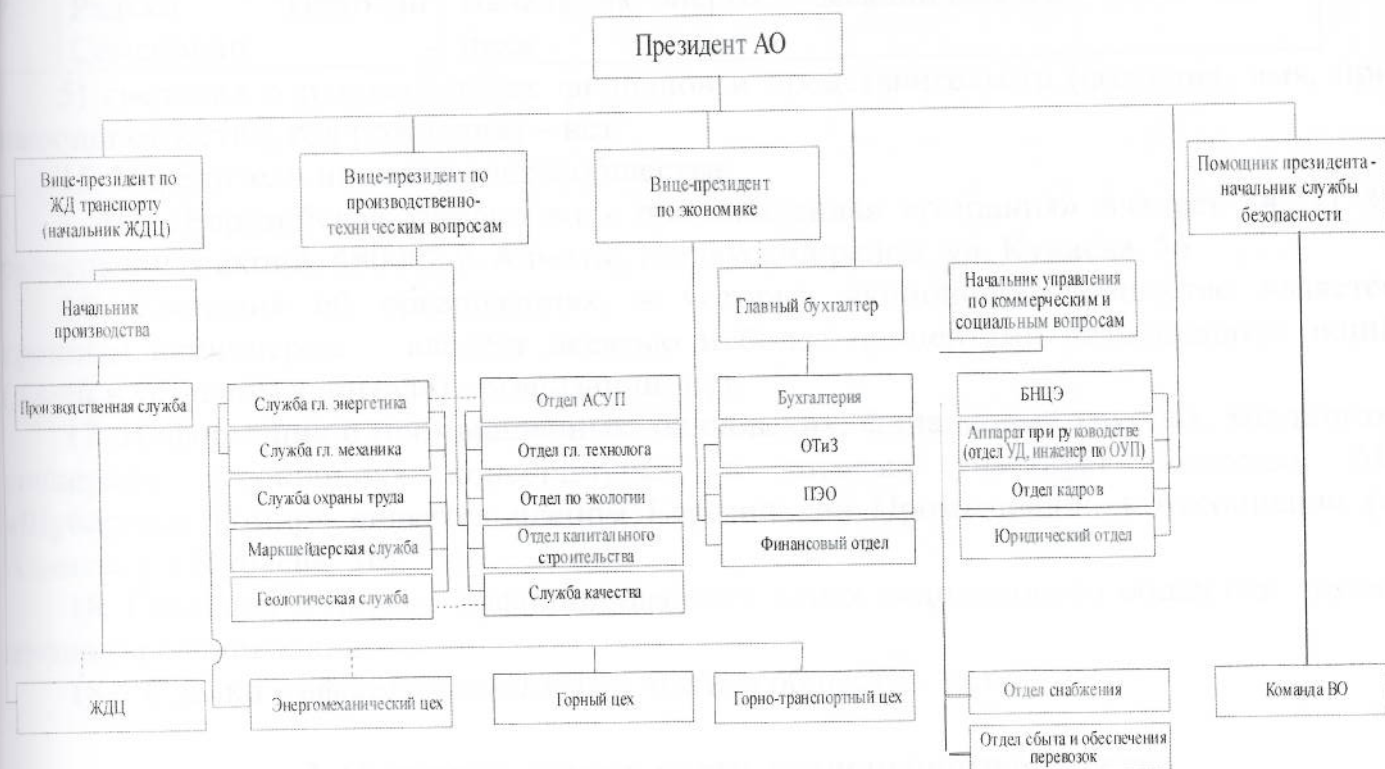 Президент АО
Вице-президент по
ЖД транспорту
(начальник ЖДЦ)
Вице-президент по
производственно-
техническим вопросам
Вице-президент
по экономике
Помощник президента -
начальник службы
безопасности
Начальник
производства
Главный бухгалтер
Начальник управления
по коммерческим и
социальным вопросам
Производственная служба
Служба гл. энергетика
Служба гл. механика
Служба охраны труда
Маркшейдерская служба
Геологическая служба
Отдел АСУП
Отдел гл. технолога
Отдел по экологии
Отдел капитального
строительства
Служба качества
Бухгалтерия
ОТиЗ
ПЭО
Финансовый отдел
БНЦЭ
Аппарат при руководстве
(отдел УД, инженер по ОУП)
Отдел кадров
Юридический отдел
ЖДЦ
Энергомеханический цех
Горный цех
Горно-транспортный цех
Отдел снабжения
Отдел сбыта и обеспечения
перевозок
Команда ВО